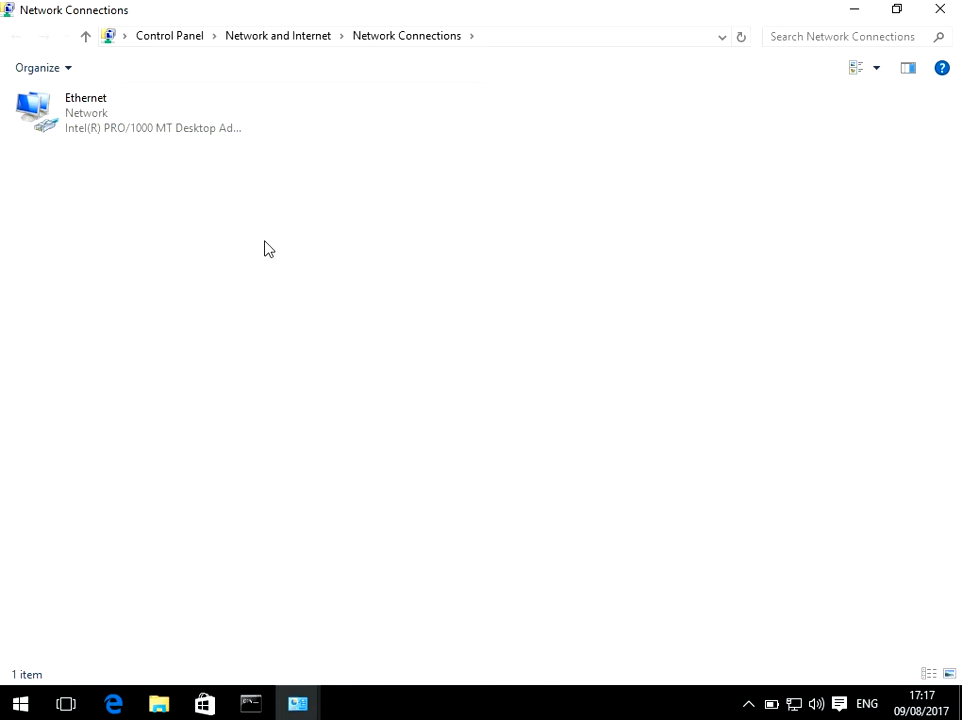 Network Connections
Control Panel > Network and Internet > Network Connections >
Search Network Connections
Organize
Ethernet
Network
Intel(R) PRO/1000 MT Desktop Ad...
1 item
ENG
17:17
09/08/2017